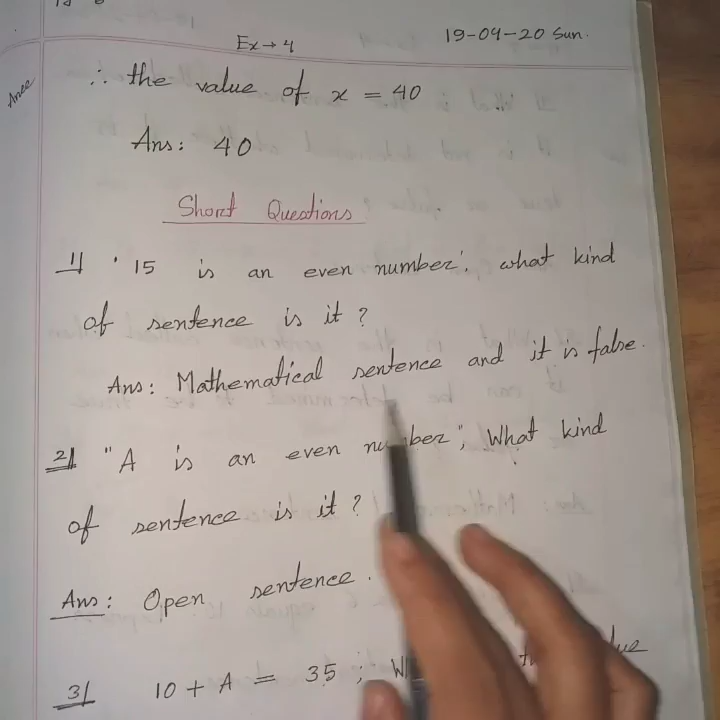 Ex → 4
19-04-20 Sun.
∴ the value of x = 40
Ans: 40
Short Questions
1) '15 is an even number'. what kind
of sentence is it ?
Ans: Mathematical sentence and it is false.
2) "A is an even number"; What kind
of sentence is it ?
Ans: Open sentence.
3) 10 + A = 35 ;